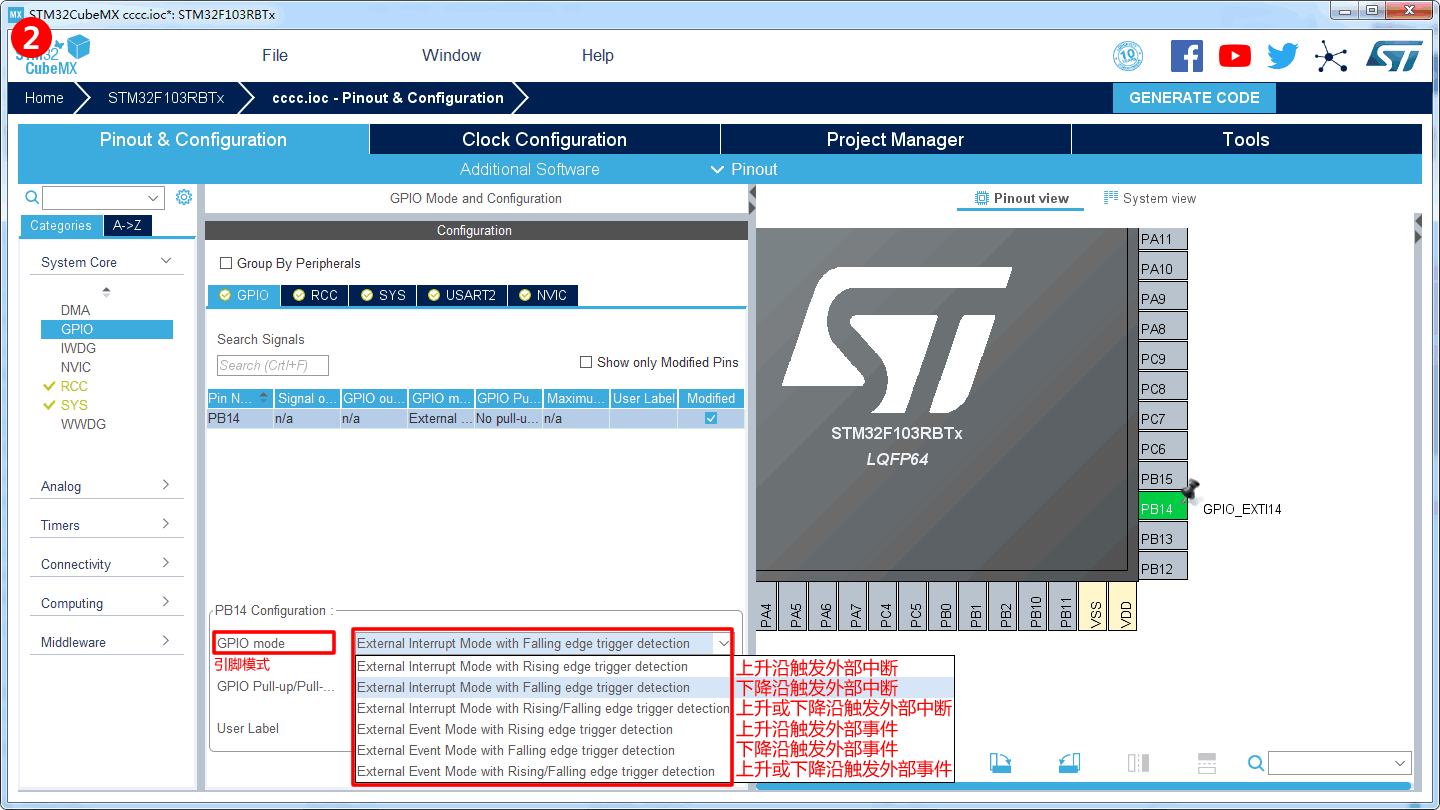 STM32CubeMX cccc.ioc*: STM32F103RBTx
2
STM32
CubeMX
File
Window
Help
10
Home
STM32F103RBTx
cccc.ioc - Pinout & Configuration
GENERATE CODE
Pinout & Configuration
Clock Configuration
Project Manager
Tools
Additional Software
Pinout
GPIO Mode and Configuration
Pinout view
System view
Categories
A->Z
Configuration
System Core
DMA
GPIO
IWDG
NVIC
RCC
SYS
WWDG
Analog
Timers
Connectivity
Computing
Middleware
Group By Peripherals
GPIO
RCC
SYS
USART2
NVIC
Search Signals
Search (Crtl+F)
Show only Modified Pins
Pin N... Signal o... GPIO ou... GPIO m... GPIO Pu... Maximu... User Label Modified
PB14 n/a n/a External ... No pull-u... n/a
PB14 Configuration :
GPIO mode
引脚模式
GPIO Pull-up/Pull-...
User Label
External Interrupt Mode with Falling edge trigger detection
External Interrupt Mode with Rising edge trigger detection 上升沿触发外部中断
External Interrupt Mode with Falling edge trigger detection 下降沿触发外部中断
External Interrupt Mode with Rising/Falling edge trigger detection 上升或下降沿触发外部中断
External Event Mode with Rising edge trigger detection 上升沿触发外部事件
External Event Mode with Falling edge trigger detection 下降沿触发外部事件
External Event Mode with Rising/Falling edge trigger detection 上升或下降沿触发外部事件
ST
STM32F103RBTx
LQFP64
PA11
PA10
PA9
PA8
PC9
PC8
PC7
PC6
PB15
PB14 GPIO_EXTI14
PB13
PB12
PA4 PA5 PA6 PA7 PC4 PC5 PB0 PB1 PB2 PB10 PB11 VSS VDD